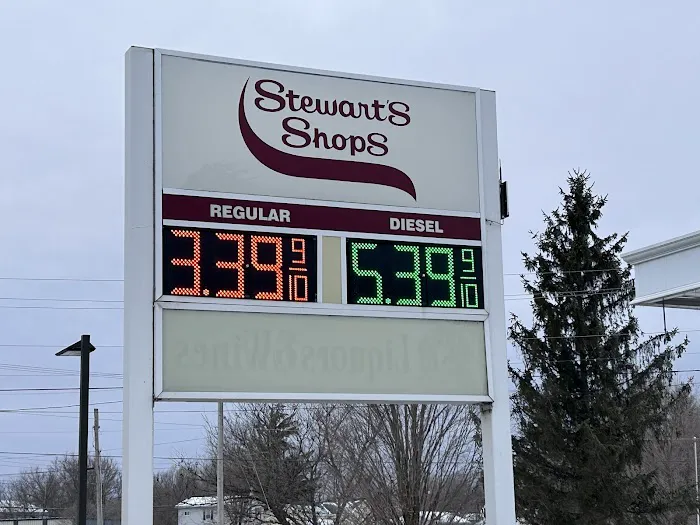 Stewart's
Shops
REGULAR DIESEL
3.39 9/10 5.39 9/10